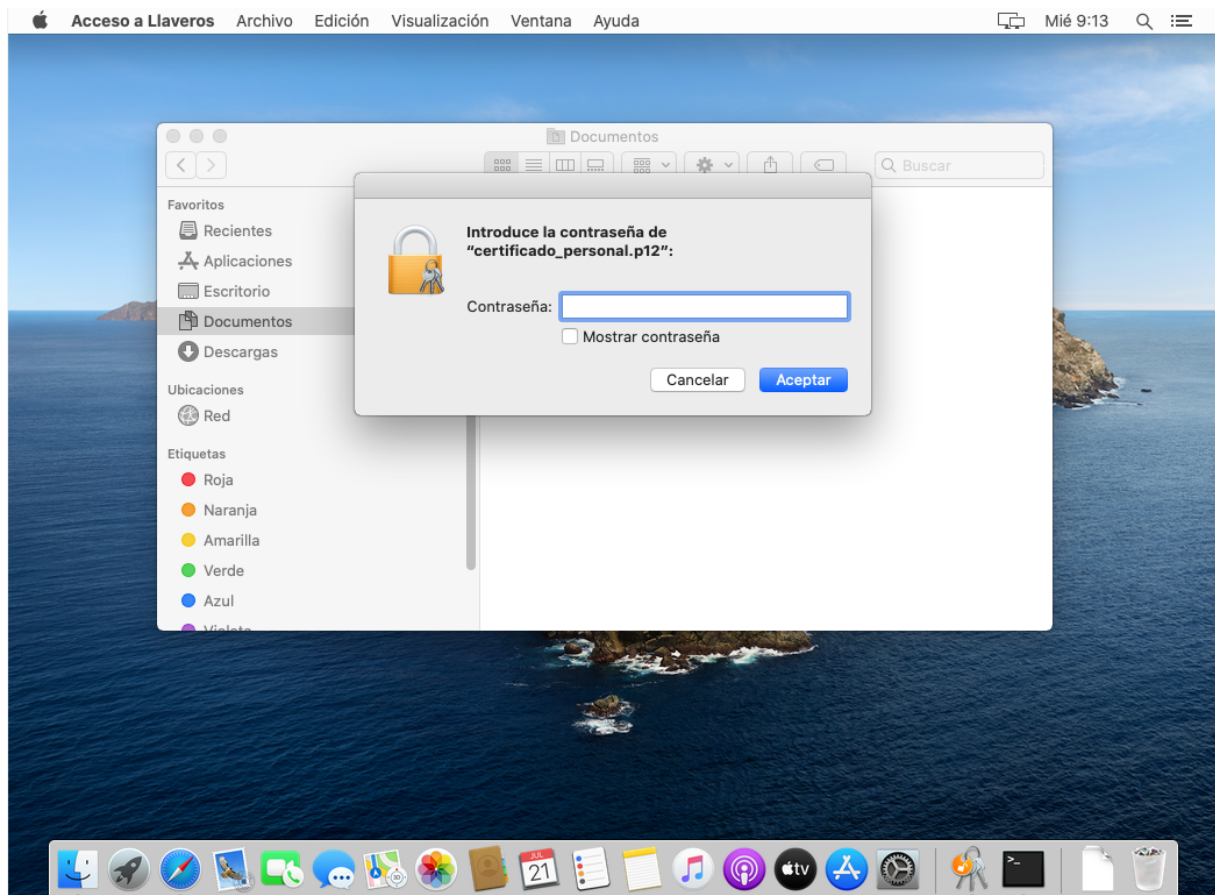 Acceso a Llaveros Archivo Edición Visualización Ventana Ayuda Mié 9:13
Documentos
Buscar
Favoritos
Recientes
Aplicaciones
Escritorio
Documentos
Descargas
Ubicaciones
Red
Etiquetas
Roja
Naranja
Amarilla
Verde
Azul
Violeta
Introduce la contraseña de
“certificado_personal.p12”:
Contraseña:
Mostrar contraseña
Cancelar Aceptar
JUL
21
tv
>_